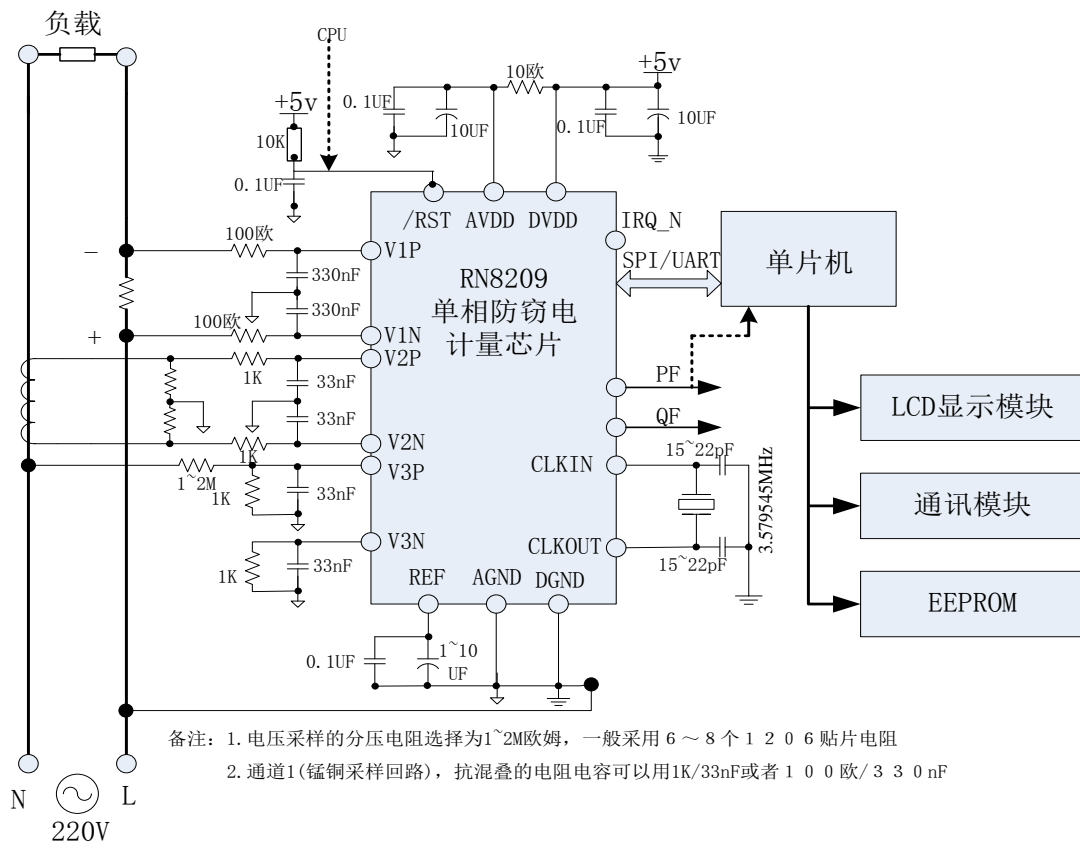 负载
CPU
+5v
10K
0.1UF
0.1UF
10UF
10欧
+5v
0.1UF
10UF
/RST AVDD DVDD
IRQ_N
SPI/UART
单片机
RN8209
单相防窃电
计量芯片
−
100欧
V1P
330nF
330nF
+
100欧
V1N
V2P
1K
33nF
33nF
1K
V2N
V3P
1~2M
1K
33nF
V3N
1K
33nF
PF
QF
CLKIN
15~22pF
3.579545MHz
CLKOUT
15~22pF
LCD显示模块
通讯模块
EEPROM
REF AGND DGND
0.1UF
1~10
UF
备注: 1.电压采样的分压电阻选择为1~2M欧姆，一般采用６～８个１２０６贴片电阻
2.通道1(锰铜采样回路)，抗混叠的电阻电容可以用1K/33nF或者１００欧/３３０nF
N
L
220V